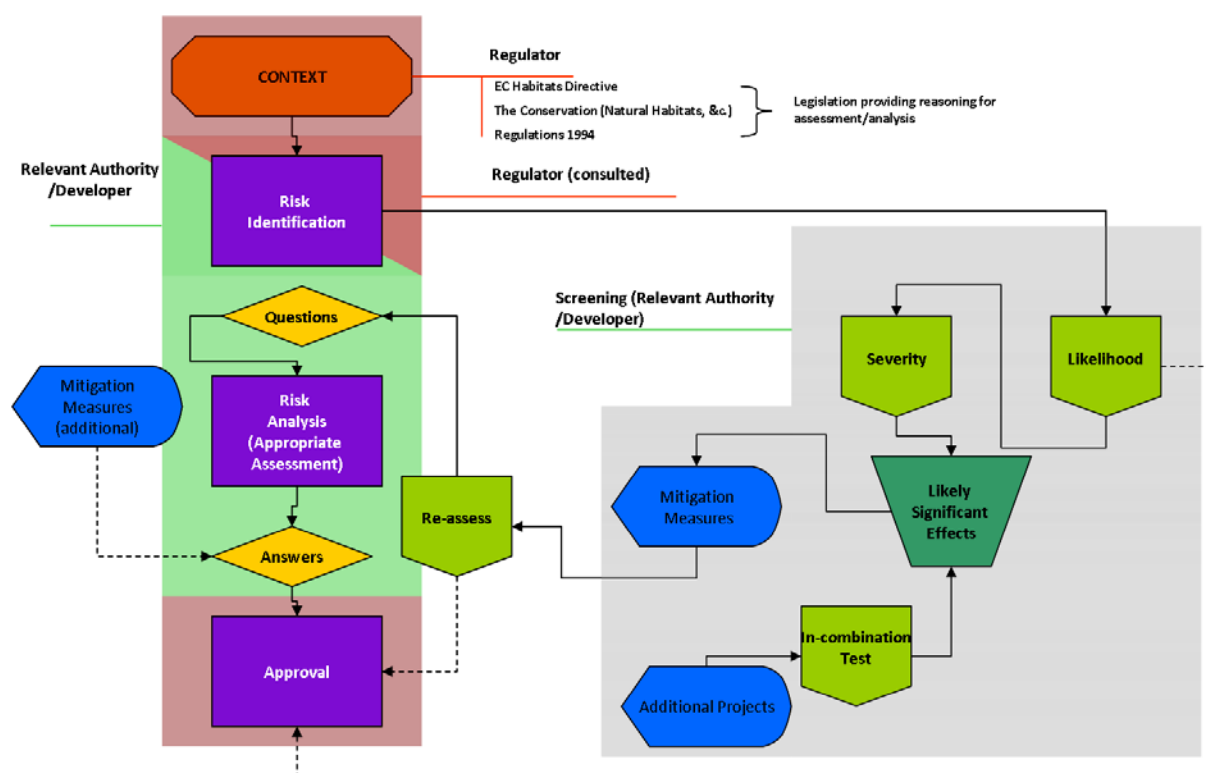 CONTEXT
Regulator
EC Habitats Directive
The Conservation (Natural Habitats, &c.)
Regulations 1994
Legislation providing reasoning for
assessment/analysis
Relevant Authority
/Developer
Risk
Identification
Regulator (consulted)
Screening (Relevant Authority
/Developer)
Questions
Severity
Likelihood
Mitigation
Measures
(additional)
Risk
Analysis
(Appropriate
Assessment)
Re-assess
Mitigation
Measures
Likely
Significant
Effects
Answers
In-combination
Test
Approval
Additional Projects